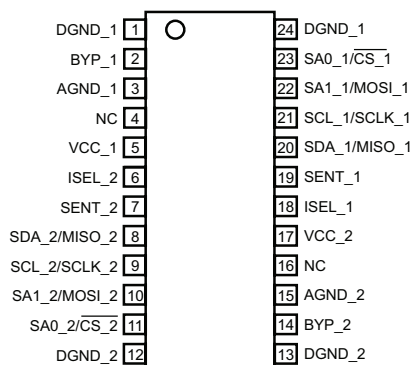 DGND_1 1 24 DGND_1
BYP_1 2 23 SA0_1/CS_1
AGND_1 3 22 SA1_1/MOSI_1
NC 4 21 SCL_1/SCLK_1
VCC_1 5 20 SDA_1/MISO_1
ISEL_2 6 19 SENT_1
SENT_2 7 18 ISEL_1
SDA_2/MISO_2 8 17 VCC_2
SCL_2/SCLK_2 9 16 NC
SA1_2/MOSI_2 10 15 AGND_2
SA0_2/CS_2 11 14 BYP_2
DGND_2 12 13 DGND_2